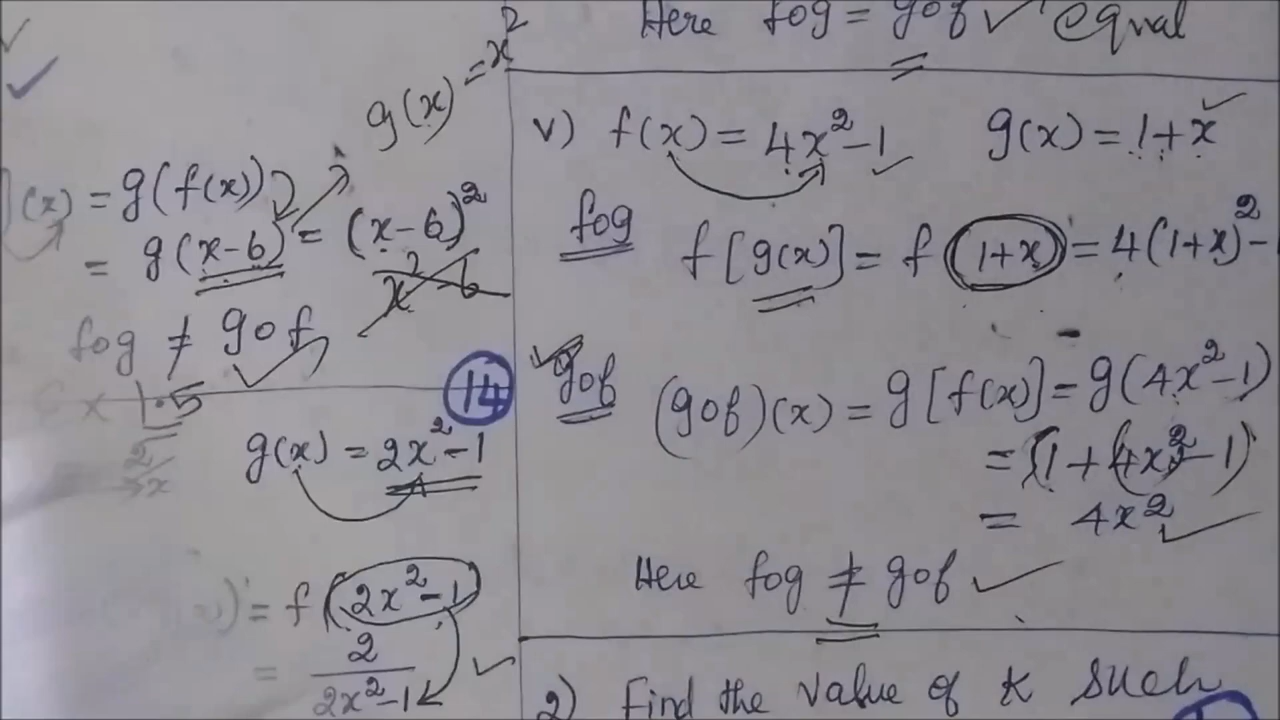 g(x) = x²
(x) = g(f(x))
= g(x-6) = (x-6)²
x² - 6
fog ≠ gof
14
g(x) = 2x² - 1
= f(2x² - 1)
= 2/(2x² - 1)
Here fog = gof ✓ equal
v) f(x) = 4x² - 1 g(x) = 1 + x
fog f[g(x)] = f(1+x) = 4(1+x)² -
gof (gof)(x) = g[f(x)] = g(4x² - 1)
= (1 + (4x² - 1)
= 4x²
Here fog ≠ gof ✓
2) Find the value of k such